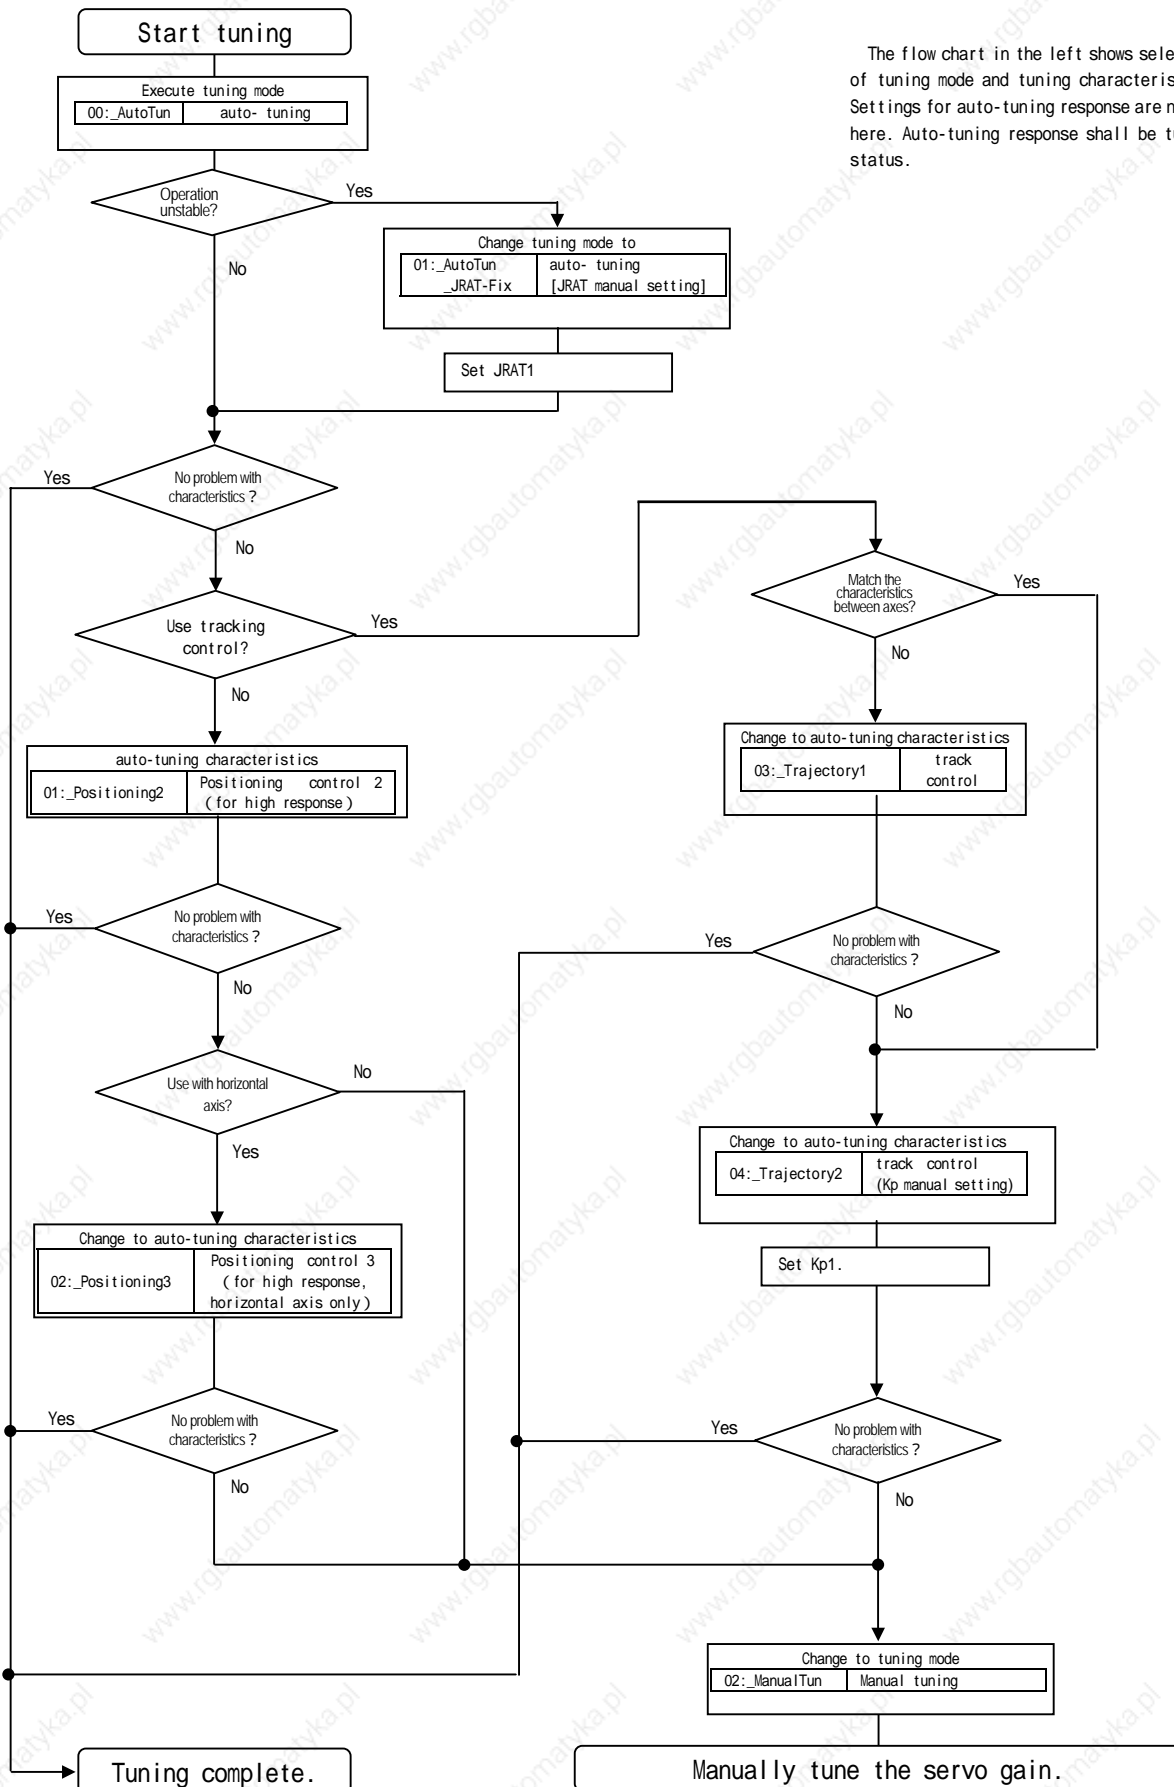 Start tuning
The flow chart in the left shows sele
of tuning mode and tuning characteris
Settings for auto-tuning response are n
here. Auto-tuning response shall be t
status.
Execute tuning mode
00:_AutoTun auto- tuning
Operation
unstable?
Yes
No
Change tuning mode to
01:_AutoTun auto- tuning
_JRAT-Fix [JRAT manual setting]
Set JRAT1
Yes
No problem with
characteristics ?
No
Use tracking
control?
Yes
No
Match the
characteristics
between axes?
Yes
No
auto-tuning characteristics
01:_Positioning2 Positioning control 2
(for high response)
Change to auto-tuning characteristics
03:_Trajectory1 track
control
Yes
No problem with
characteristics ?
No
Yes
No problem with
characteristics ?
No
Use with horizontal
axis?
No
Yes
Change to auto-tuning characteristics
04:_Trajectory2 track control
(Kp manual setting)
Set Kp1.
Change to auto-tuning characteristics
02:_Positioning3 Positioning control 3
(for high response,
horizontal axis only)
Yes
No problem with
characteristics ?
No
Yes
No problem with
characteristics ?
No
Change to tuning mode
02:_ManualTun Manual tuning
Tuning complete.
Manually tune the servo gain.
www.rgbautomatyka.pl